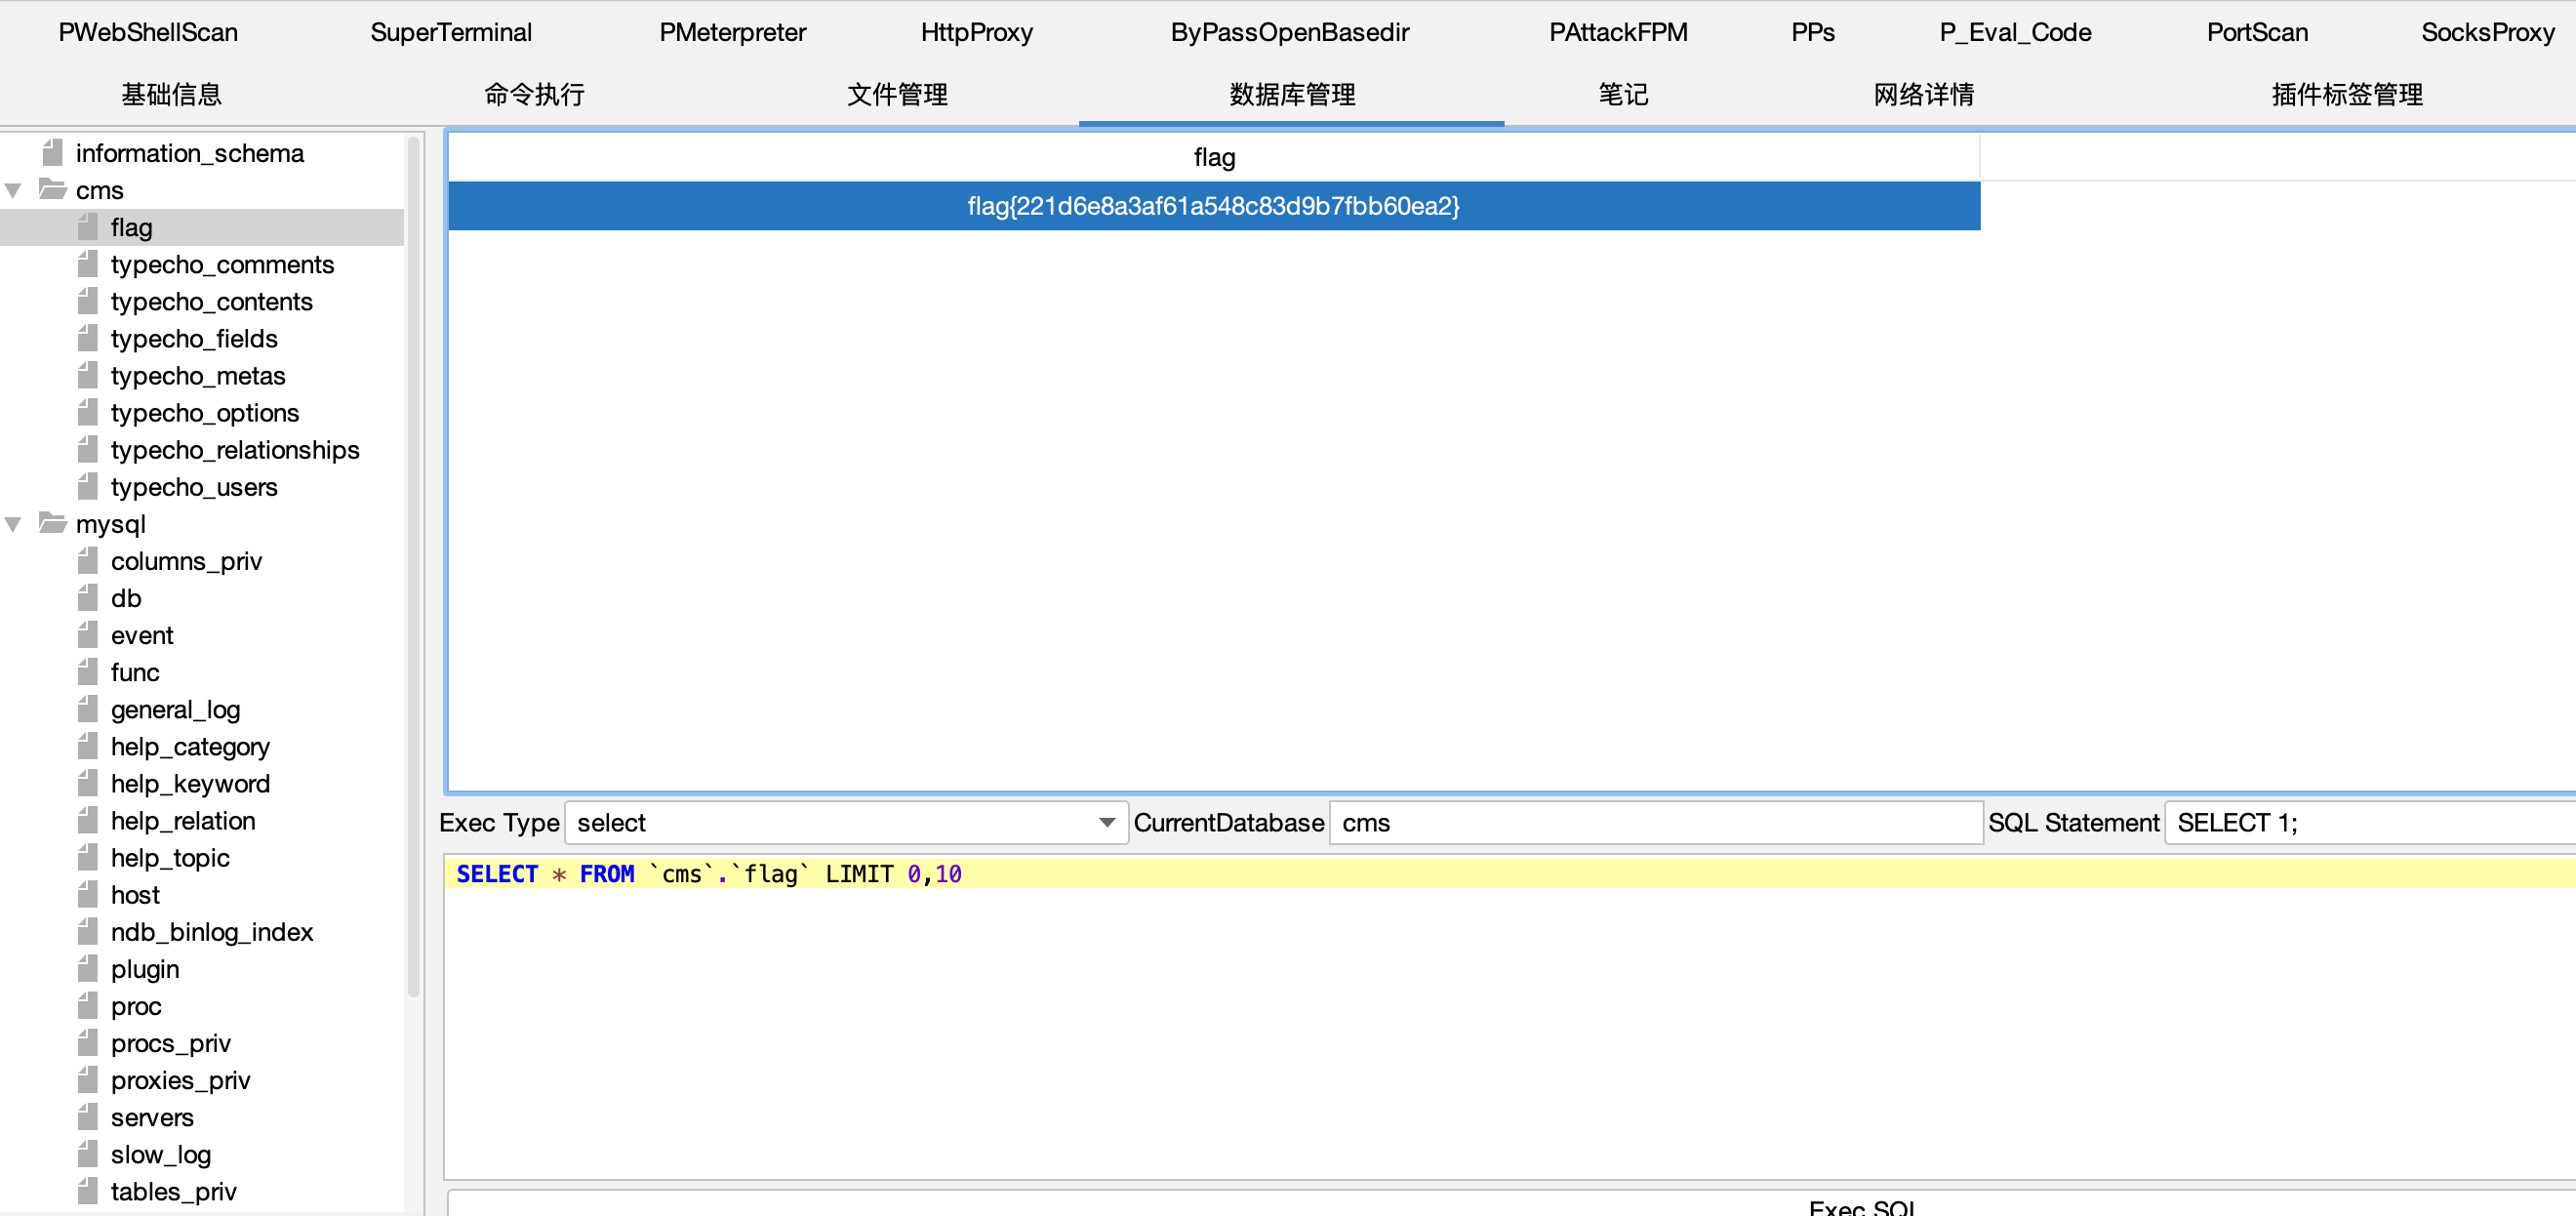 PWebShellScan SuperTerminal PMeterpreter HttpProxy ByPassOpenBasedir PAttackFPM PPs P_Eval_Code PortScan SocksProxy
基础信息 命令执行 文件管理 数据库管理 笔记 网络详情 插件标签管理
information_schema
cms
flag
typecho_comments
typecho_contents
typecho_fields
typecho_metas
typecho_options
typecho_relationships
typecho_users
mysql
columns_priv
db
event
func
general_log
help_category
help_keyword
help_relation
help_topic
host
ndb_binlog_index
plugin
proc
procs_priv
proxies_priv
servers
slow_log
tables_priv
flag
flag{221d6e8a3af61a548c83d9b7fbb60ea2}
Exec Type select CurrentDatabase cms SQL Statement SELECT 1;
SELECT * FROM `cms`.`flag` LIMIT 0,10
Exec SQL